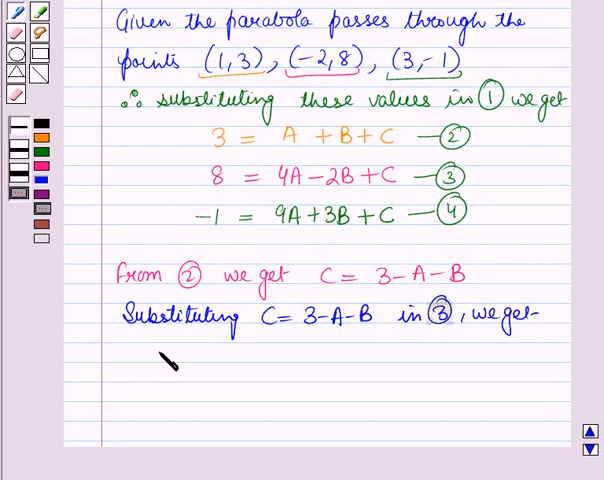 Given the parabola passes through the
points (1,3), (-2,8), (3,-1)
∴ substituting these values in ① we get
3 = A + B + C —②
8 = 4A-2B+C —③
-1 = 9A+3B+C —④
From ② we get C = 3-A-B
Substituting C= 3-A-B in ③, we get-